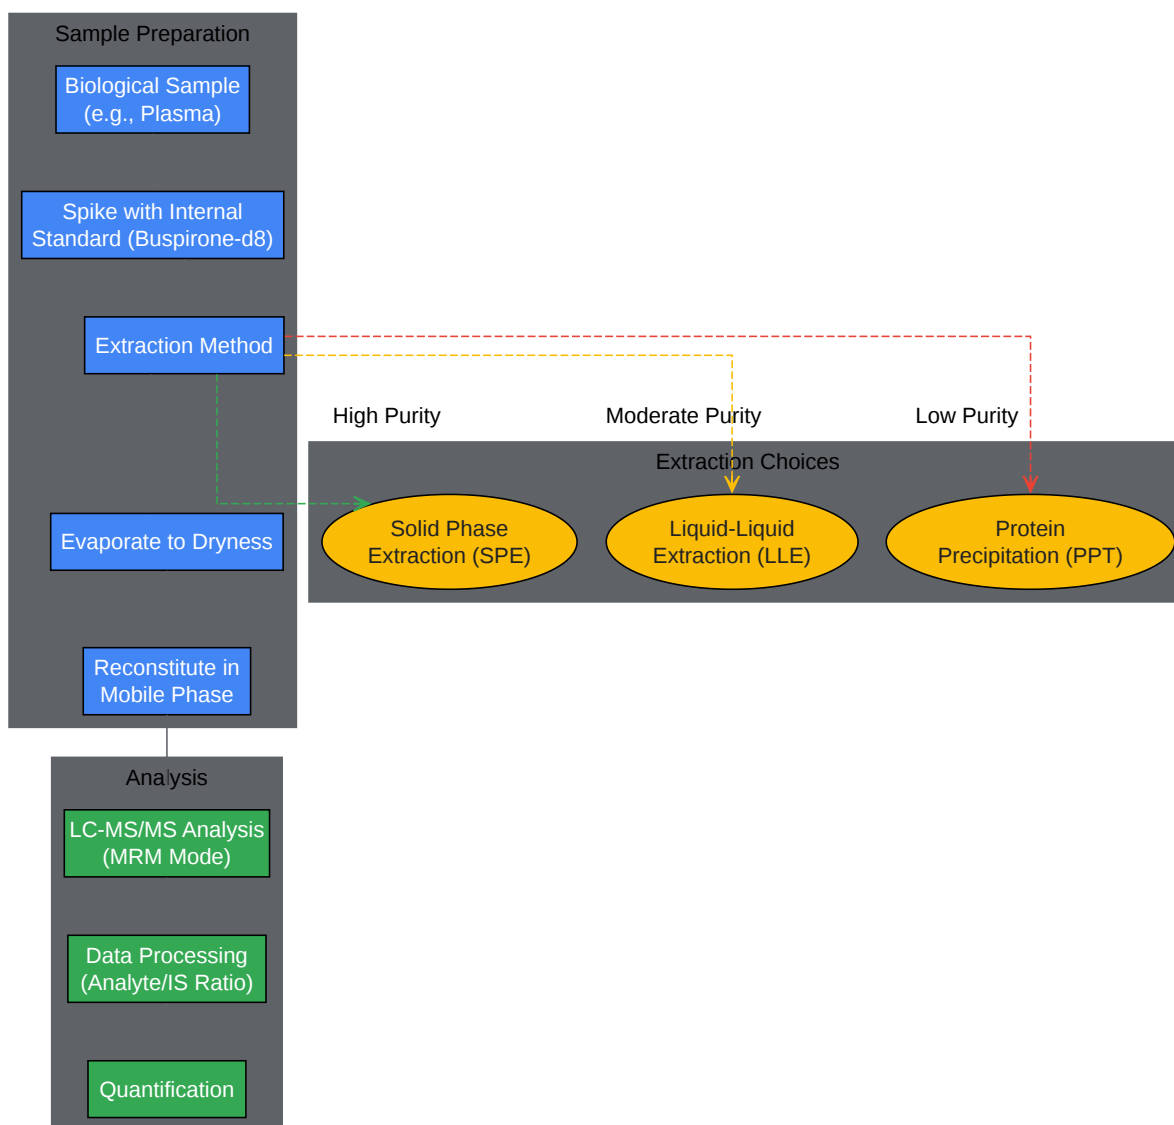 Sample Preparation
Biological Sample
(e.g., Plasma)
Spike with Internal
Standard (Buspirone-d8)
Extraction Method
High Purity
Moderate Purity
Low Purity
Extraction Choices
Solid Phase
Extraction (SPE)
Liquid-Liquid
Extraction (LLE)
Protein
Precipitation (PPT)
Evaporate to Dryness
Reconstitute in
Mobile Phase
Analysis
LC-MS/MS Analysis
(MRM Mode)
Data Processing
(Analyte/IS Ratio)
Quantification